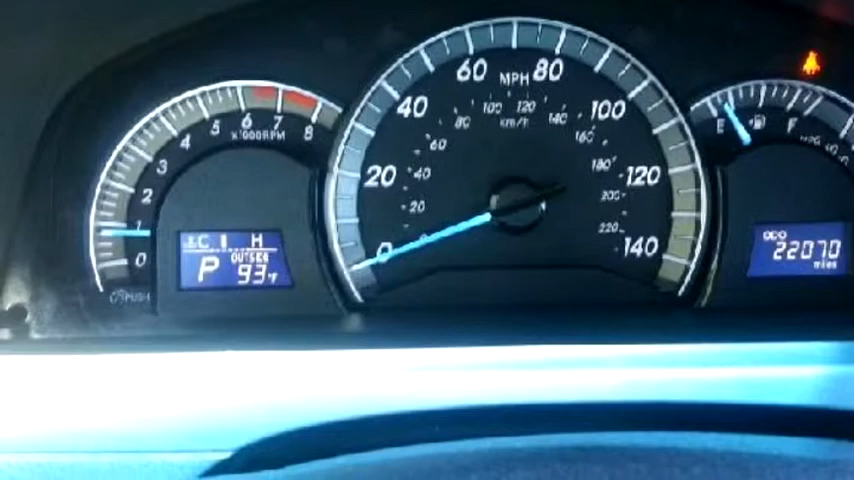 0 1 2 3 4 5 6 7 8
x1000RPM
C H
P OUTSIDE 93°F
PUSH
0 20 40 60 80 100 120 140
MPH
20 40 60 80 100 120 140 160 180 200 220
km/h
E F
ODO
22070
miles